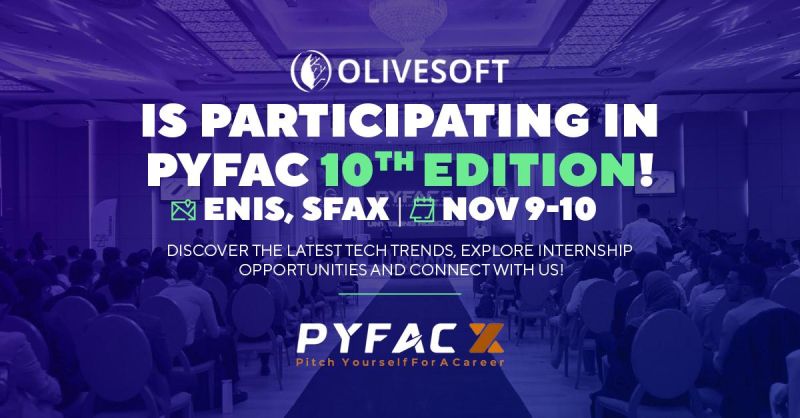 OLIVESOFT
IS PARTICIPATING IN
PYFAC 10TH EDITION!
ENIS, SFAX | NOV 9-10
DISCOVER THE LATEST TECH TRENDS, EXPLORE INTERNSHIP
OPPORTUNITIES AND CONNECT WITH US!
PYFAC X
Pitch Yourself For A Career